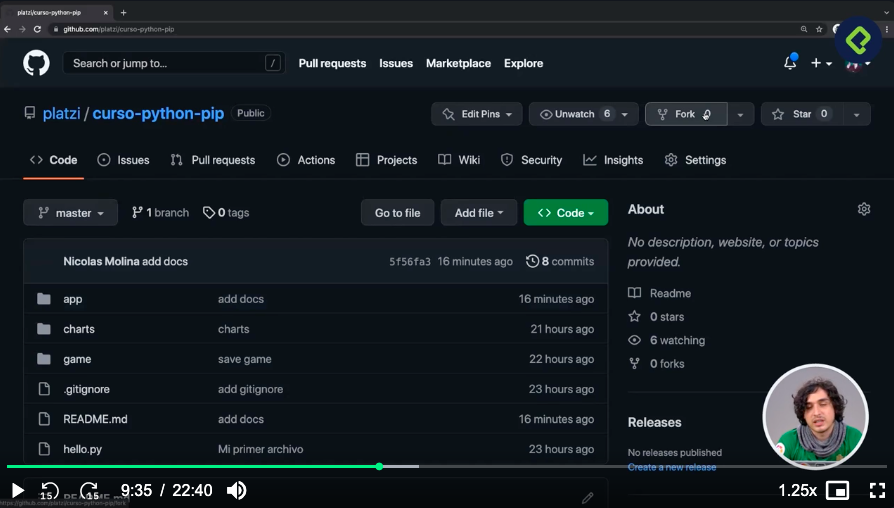 platzi/curso-python-pip
github.com/platzi/curso-python-pip
Search or jump to... /
Pull requests Issues Marketplace Explore
platzi / curso-python-pip Public
Edit Pins Unwatch 6 Fork 0 Star 0
Code Issues Pull requests Actions Projects Wiki Security Insights Settings
master 1 branch 0 tags Go to file Add file Code
About
No description, website, or topics
provided.
Nicolas Molina add docs 5f56fa3 16 minutes ago 8 commits
app add docs 16 minutes ago
charts charts 21 hours ago
game save game 22 hours ago
.gitignore add gitignore 23 hours ago
README.md add docs 16 minutes ago
hello.py Mi primer archivo 23 hours ago
Readme
0 stars
6 watching
0 forks
Releases
No releases published
Create a new release
README.md
15 15 9:35 / 22:40 1.25x
https://github.com/platzi/curso-python-pip/fork